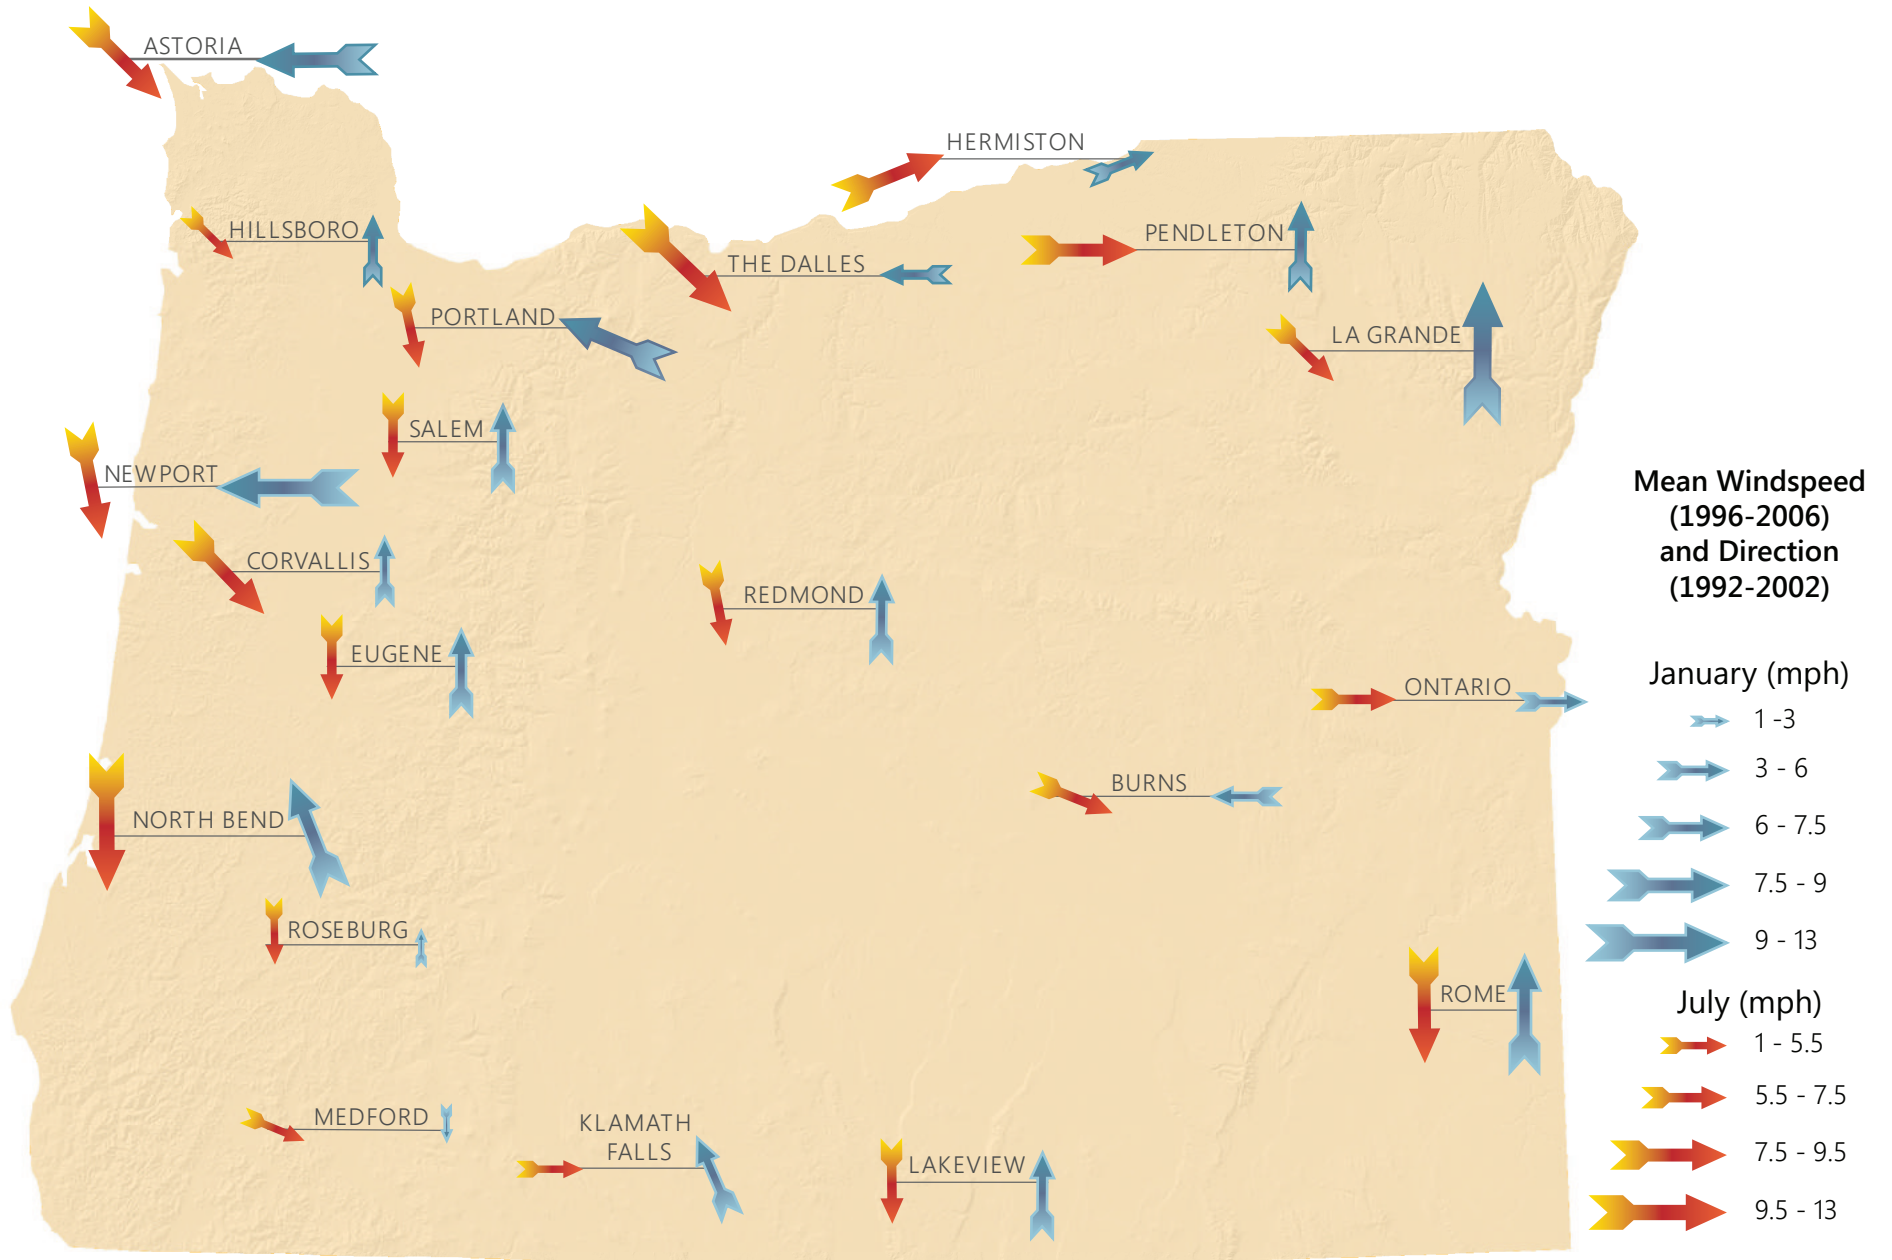 ASTORIA
HERMISTON
HILLSBORO
PENDLETON
THE DALLES
PORTLAND
LA GRANDE
SALEM
NEWPORT
CORVALLIS
REDMOND
EUGENE
ONTARIO
BURNS
NORTH BEND
ROSEBURG
ROME
MEDFORD
KLAMATH
FALLS
LAKEVIEW
Mean Windspeed
(1996-2006)
and Direction
(1992-2002)
January (mph)
1 -3
3 - 6
6 - 7.5
7.5 - 9
9 - 13
July (mph)
1 - 5.5
5.5 - 7.5
7.5 - 9.5
9.5 - 13